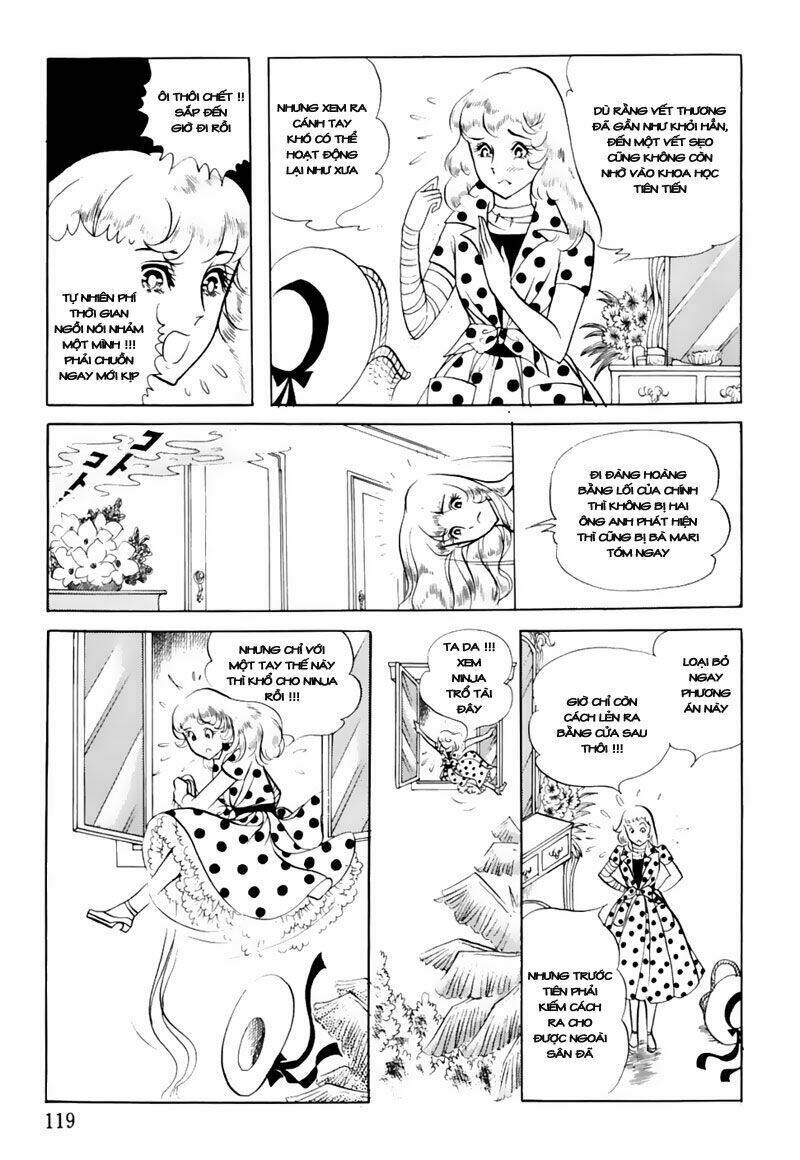 DÙ RẰNG VẾT THƯƠNG
ĐÃ GẦN NHƯ KHỎI HẲN,
ĐẾN MỘT VẾT SẸO
CŨNG KHÔNG CÒN
NHỜ VÀO KHOA HỌC
TIÊN TIẾN
NHƯNG XEM RA
CÁNH TAY
KHÓ CÓ THỂ
HOẠT ĐỘNG
LẠI NHƯ XƯA
ÔI THÔI CHẾT !!
SẮP ĐẾN
GIỜ ĐI RỒI
TỰ NHIÊN PHÍ
THỜI GIAN
NGỒI NÓI NHẢM
MỘT MÌNH !!!
PHẢI CHUỒN
NGAY MỚI KỊP
ĐI ĐÀNG HOÀNG
BẰNG LỐI CỬA CHÍNH
THÌ KHÔNG BỊ HAI
ÔNG ANH PHÁT HIỆN
THÌ CŨNG BỊ BÀ MARI
TÓM NGAY
コトコト
LOẠI BỎ
NGAY
PHƯƠNG
ÁN NÀY
GIỜ CHỈ CÒN
CÁCH LẺN RA
BẰNG CỬA SAU
THÔI !!!
NHƯNG TRƯỚC
TIÊN PHẢI
KIẾM CÁCH
RA CHO
ĐƯỢC NGOÀI
SÂN ĐÃ
TA DA !!!
XEM
NINJA
TRỔ TÀI
ĐÂY
NHƯNG CHỈ VỚI
MỘT TAY THẾ NÀY
THÌ KHỔ CHO NINJA
RỒI !!!
119